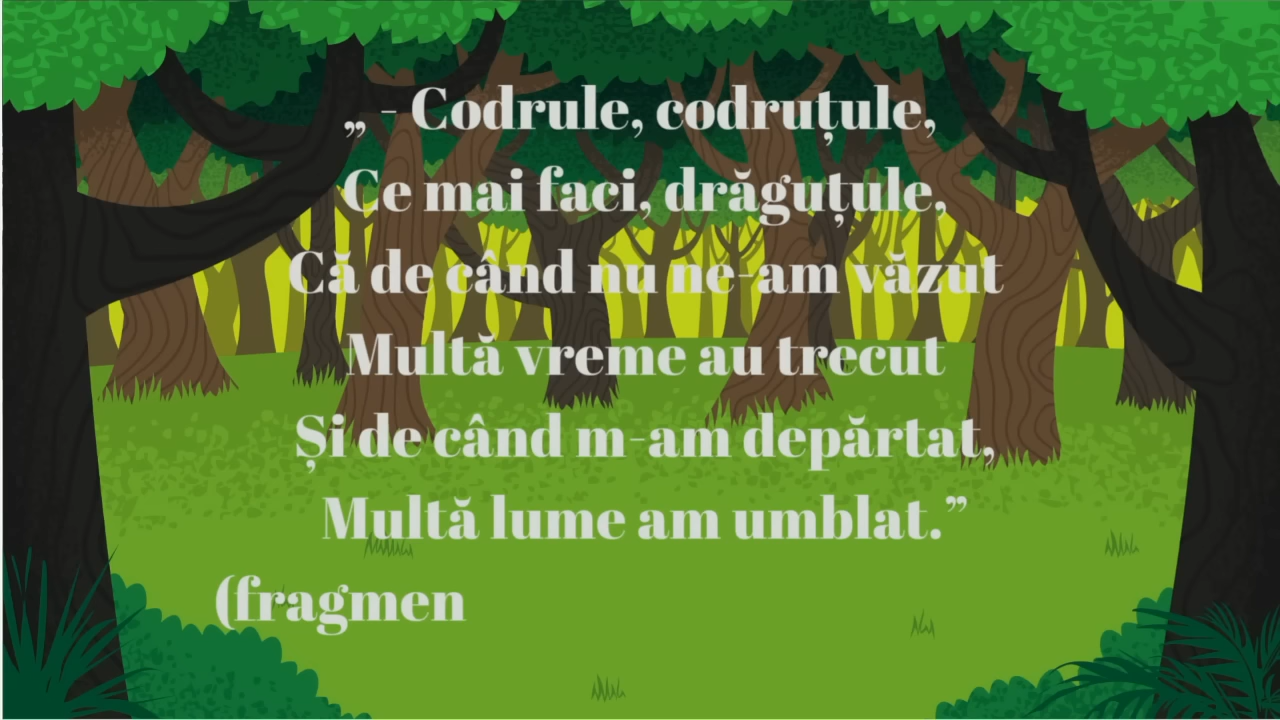 „ - Codrule, codruțule,
Ce mai faci, drăguțule,
Că de când nu ne-am văzut
Multă vreme au trecut
Și de când m-am depărtat,
Multă lume am umblat.”
(fragmen